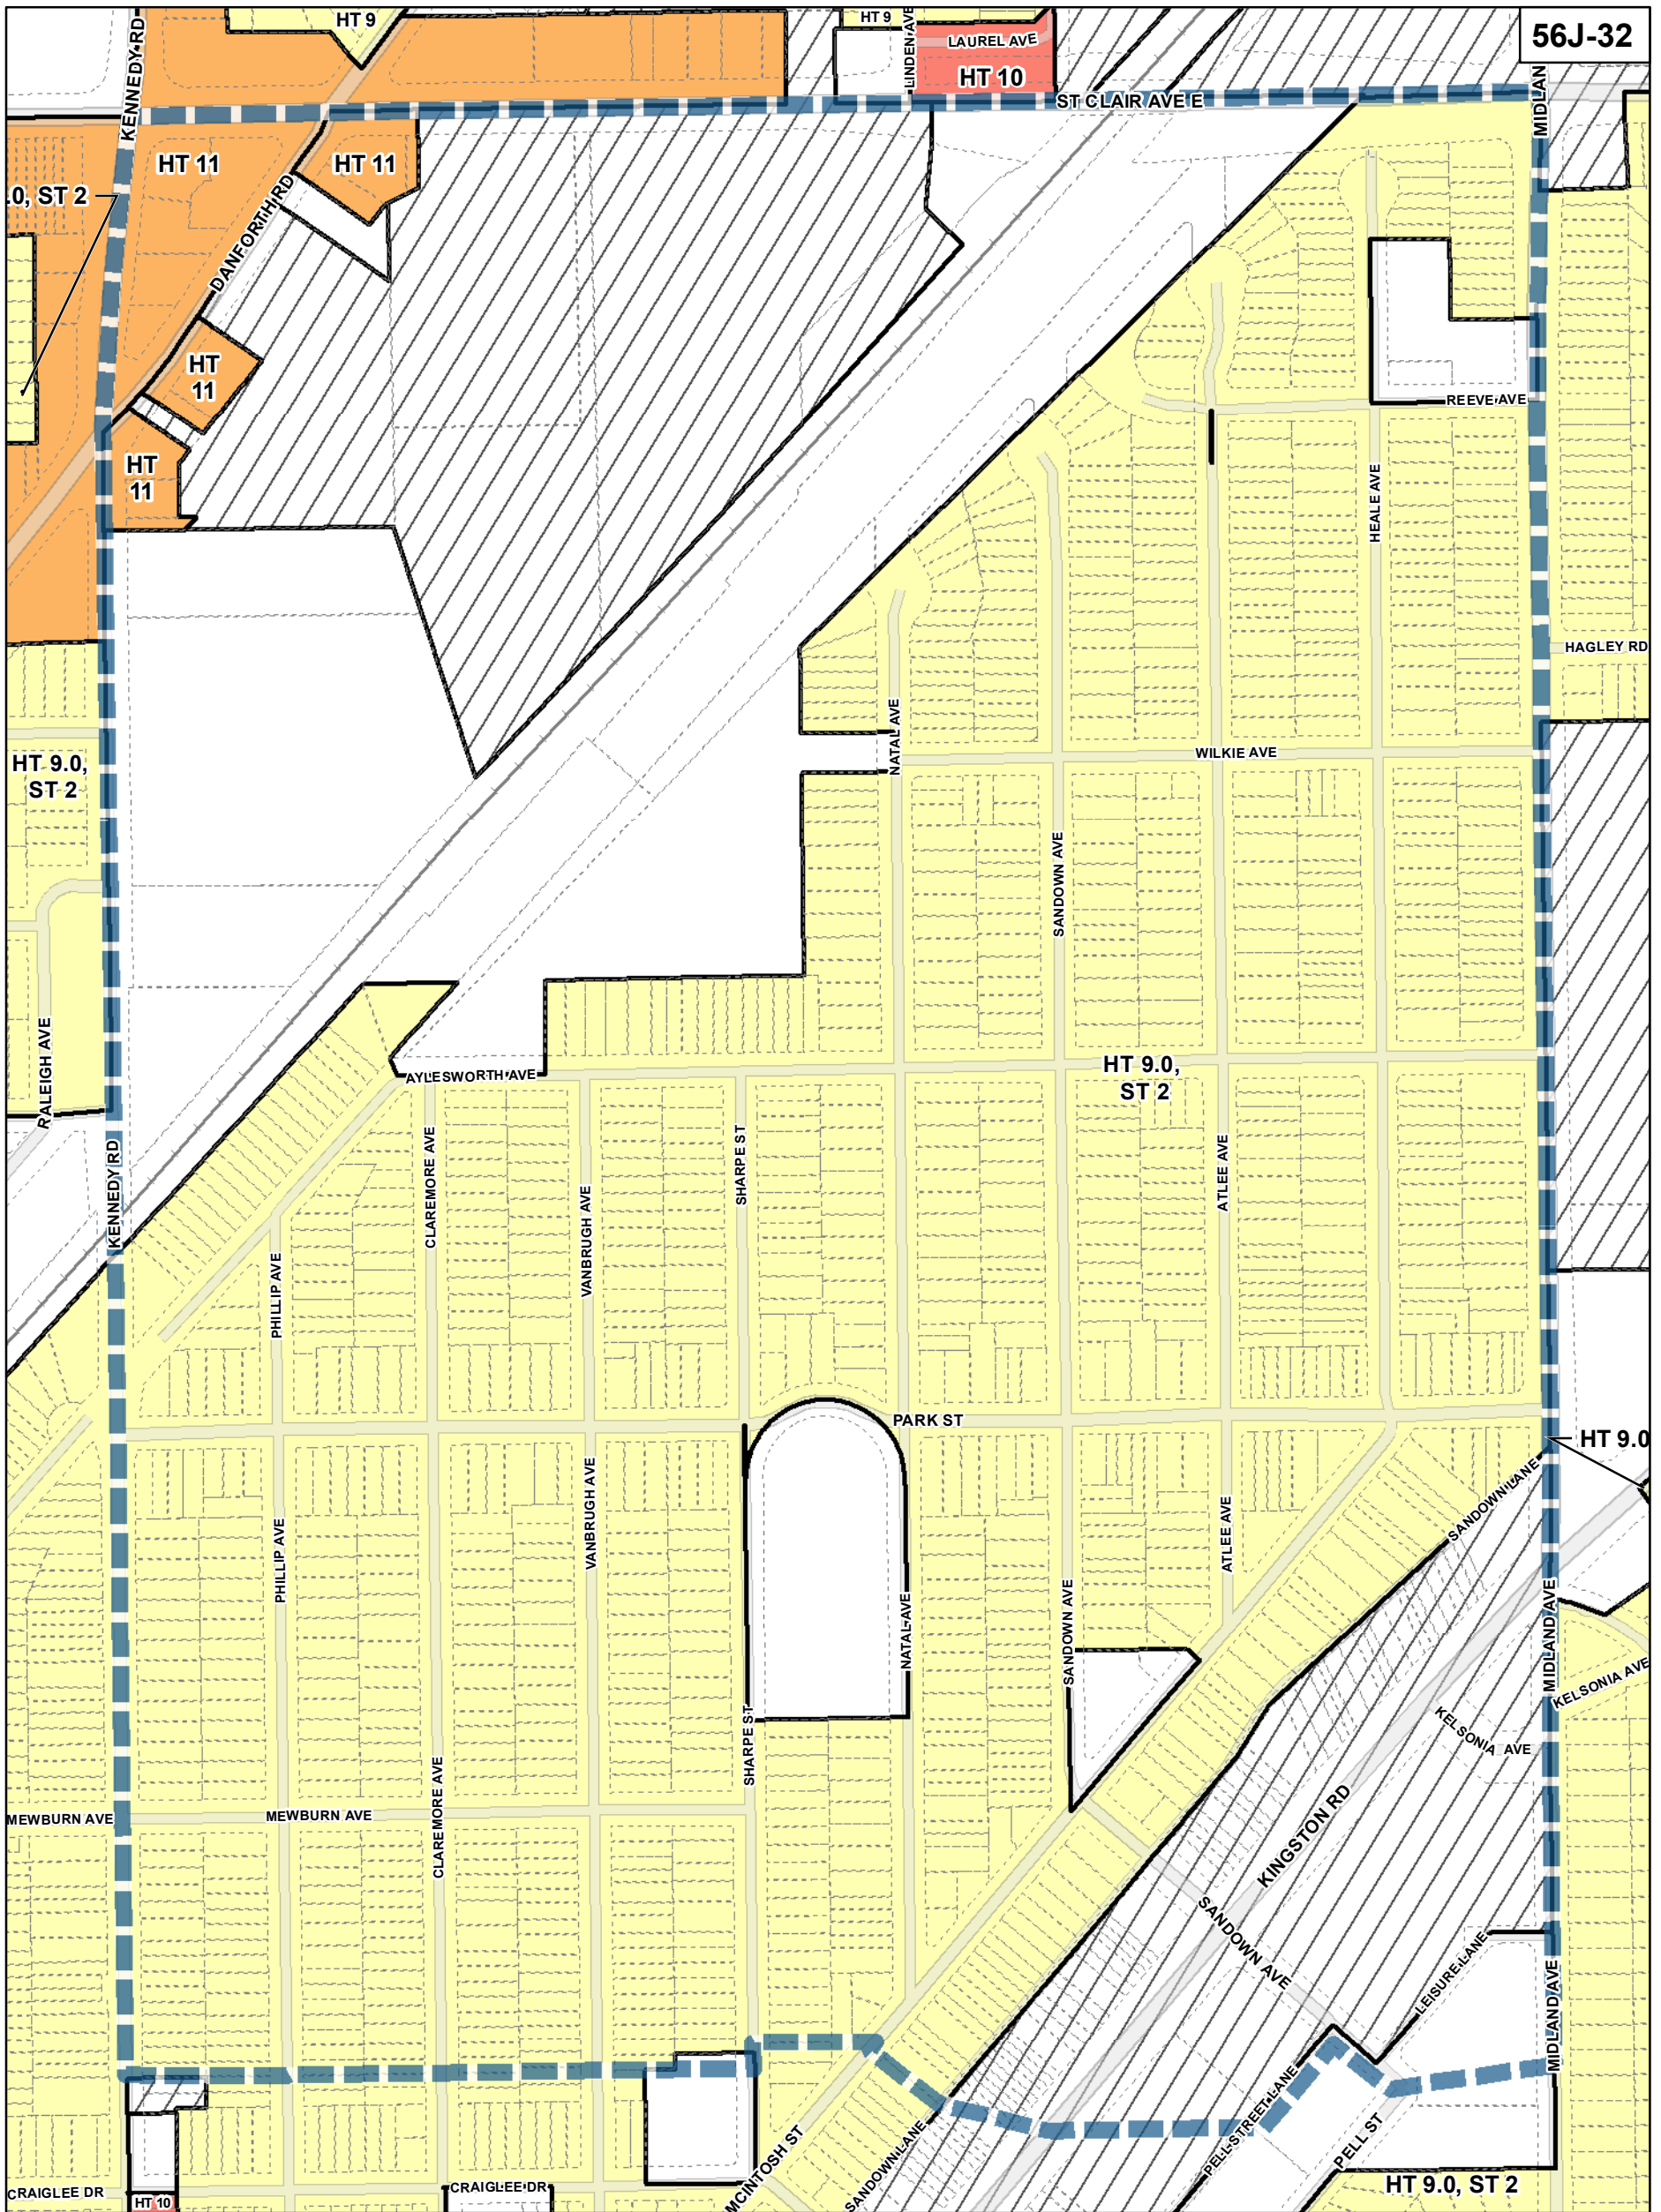 56J-32
HT 9
HT 9
LINDEN AVE
LAUREL AVE
HT 10
KENNEDY RD
ST CLAIR AVE E
MIDLAN
HT 11
HT 11
.0, ST 2
DANFORTH RD
HT
11
HT
11
REEVE AVE
HEALE AVE
HAGLEY RD
NATAL AVE
WILKIE AVE
HT 9.0,
ST 2
SANDOWN AVE
RALEIGH AVE
AYLESWORTH AVE
HT 9.0,
ST 2
KENNEDY RD
CLAREMORE AVE
SHARPE ST
ATLEE AVE
VANBRUGH AVE
PHILLIP AVE
PARK ST
HT 9.0
SANDOWN LANE
VANBRUGH AVE
PHILLIP AVE
ATLEE AVE
SANDOWN AVE
NATAL AVE
MIDLAND AVE
KELSONIA AVE
KELSONIA AVE
SHARPE ST
KINGSTON RD
MEWBURN AVE
MEWBURN AVE
CLAREMORE AVE
SANDOWN AVE
LEISURE LANE
MIDLAND AVE
PELL STREET LANE
PELL ST
MCINTOSH ST
SANDOWN LANE
HT 9.0, ST 2
CRAIGLEE DR
CRAIGLEE DR
HT 10